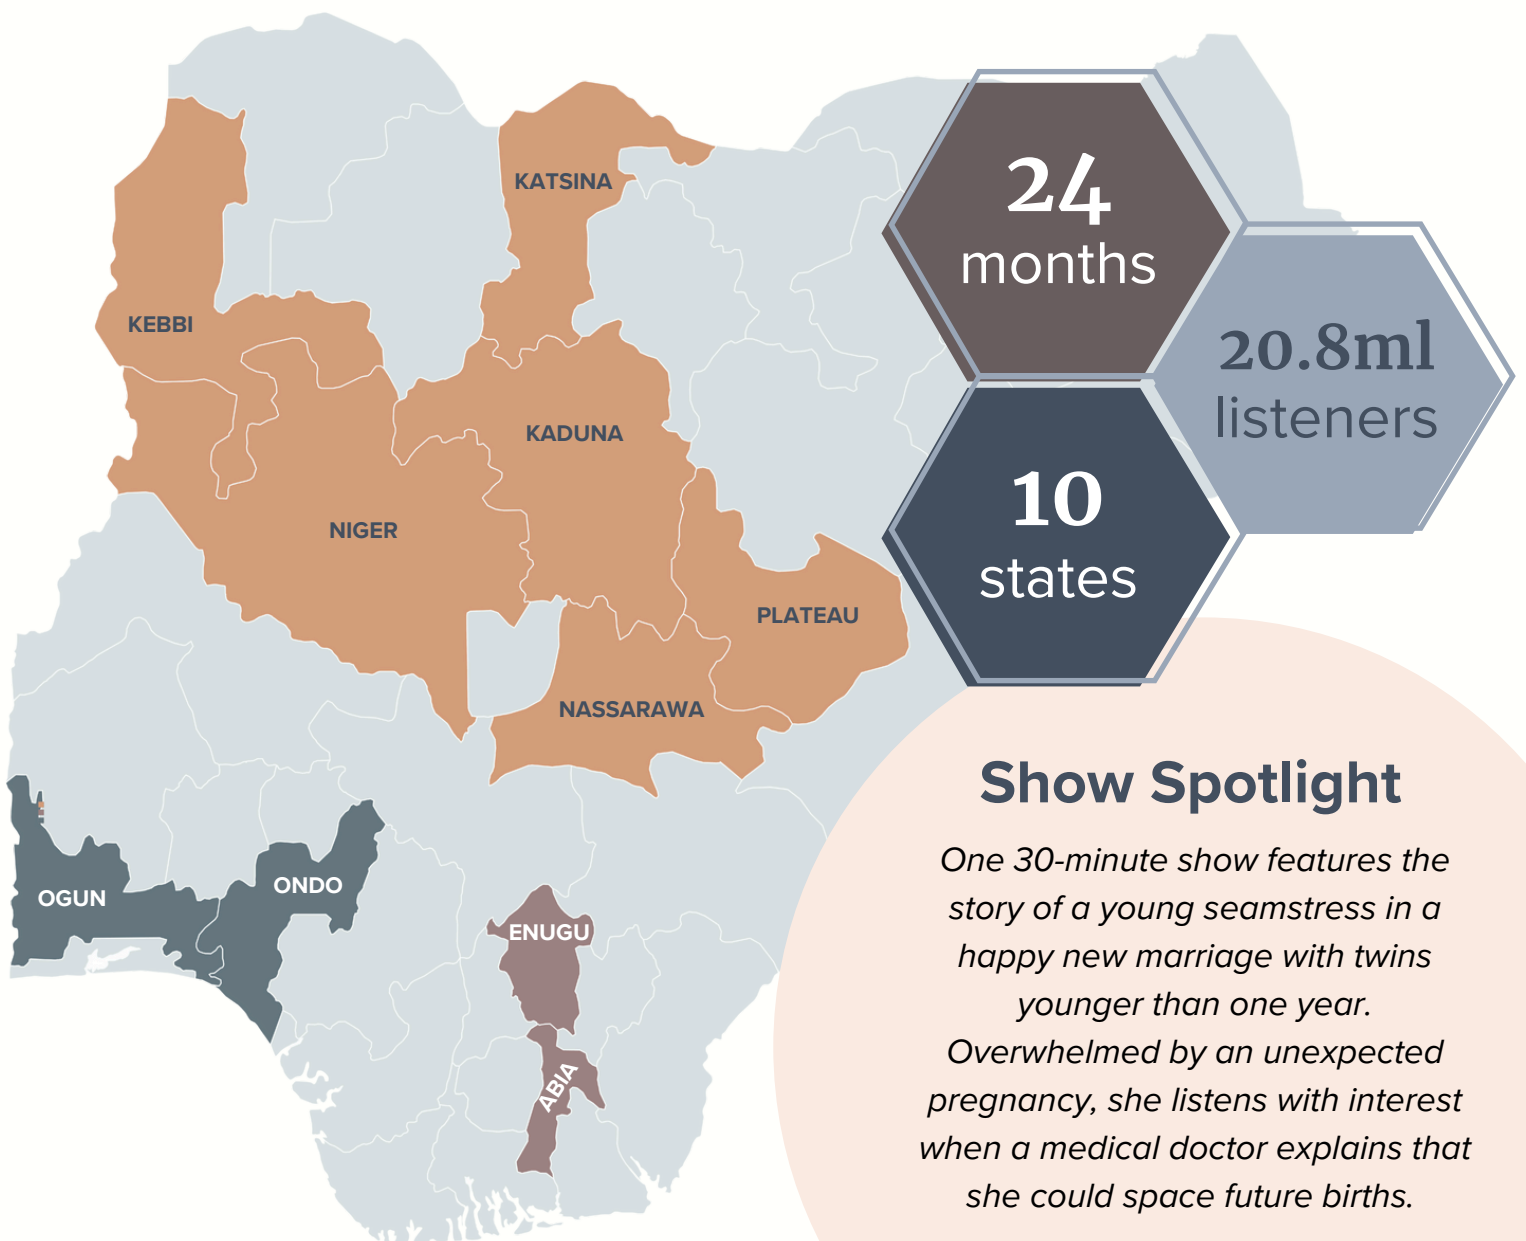 KATSINA
KEBBI
KADUNA
NIGER
PLATEAU
NASSARAWA
OGUN
ONDO
ENUGU
ABIA
24
months
20.8ml
listeners
10
states
Show Spotlight
One 30-minute show features the
story of a young seamstress in a
happy new marriage with twins
younger than one year.
Overwhelmed by an unexpected
pregnancy, she listens with interest
when a medical doctor explains that
she could space future births.